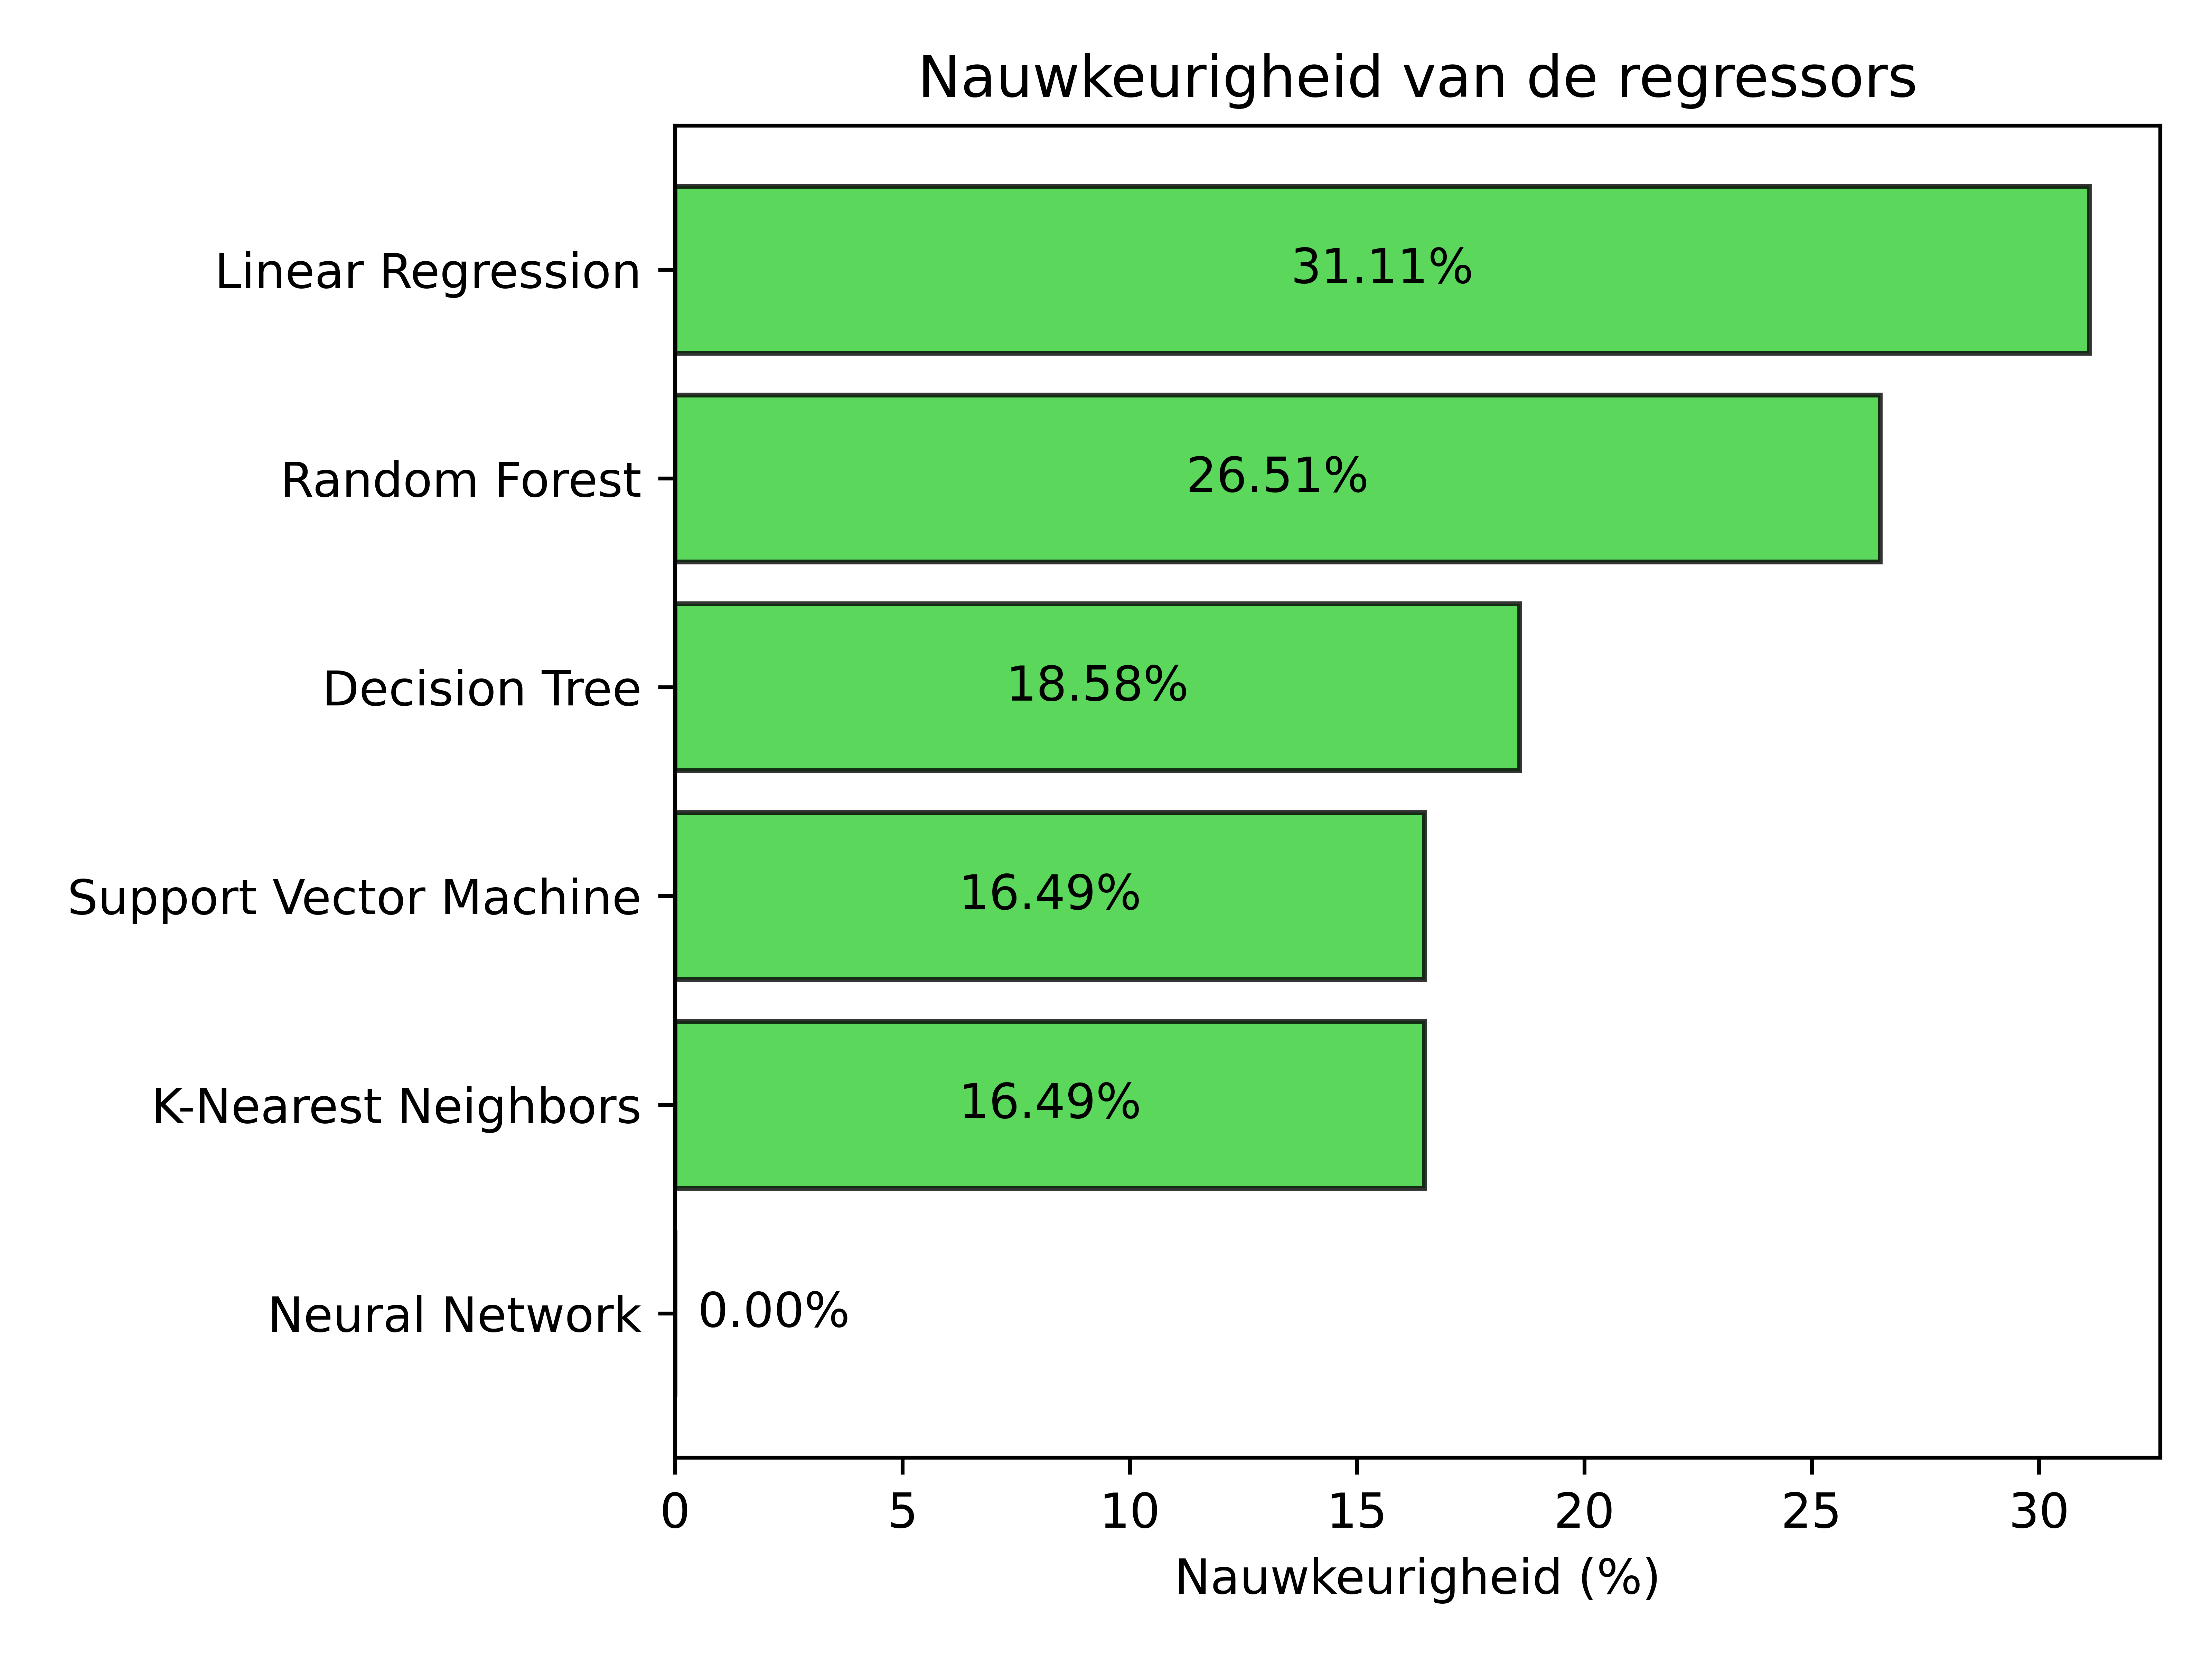 Nauwkeurigheid van de regressors
Linear Regression
31.11%
Random Forest
26.51%
Decision Tree
18.58%
Support Vector Machine
16.49%
K-Nearest Neighbors
16.49%
Neural Network
0.00%
0 5 10 15 20 25 30
Nauwkeurigheid (%)